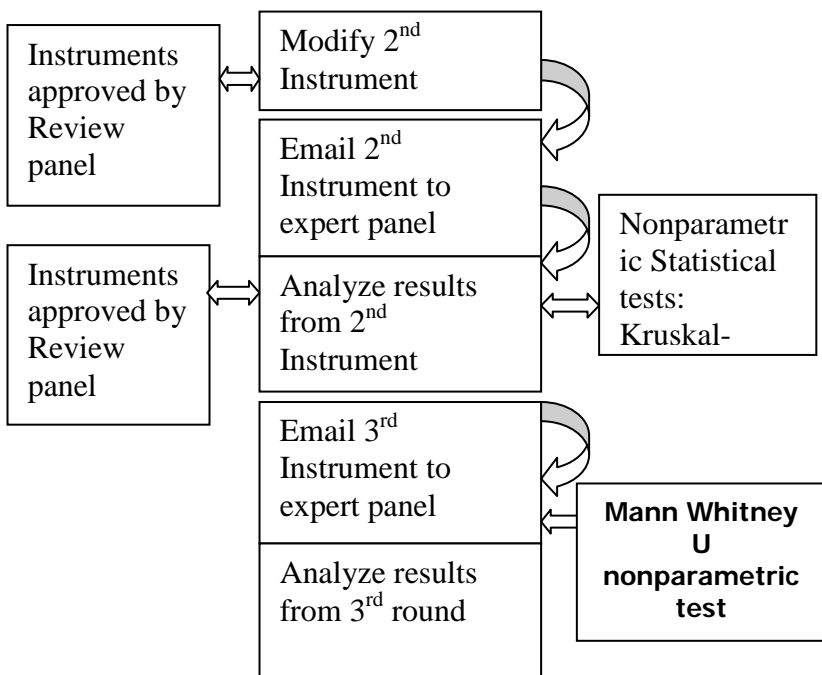 Instruments
approved by
Review
panel
Modify 2nd
Instrument
Email 2nd
Instrument to
expert panel
Instruments
approved by
Review
panel
Analyze results
from 2nd
Instrument
Nonparametr
ic Statistical
tests:
Kruskal-
Email 3rd
Instrument to
expert panel
Mann Whitney
U
nonparametric
test
Analyze results
from 3rd round